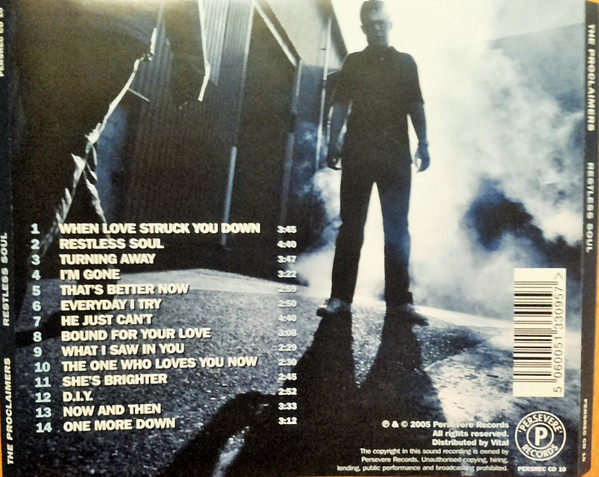 1 WHEN LOVE STRUCK YOU DOWN 3:45
2 RESTLESS SOUL 4:40
3 TURNING AWAY 3:47
4 I'M GONE 3:22
5 THAT'S BETTER NOW 2:59
6 EVERYDAY I TRY 2:50
7 HE JUST CAN'T 4:40
8 BOUND FOR YOUR LOVE 3:08
9 WHAT I SAW IN YOU 2:29
10 THE ONE WHO LOVES YOU NOW 2:30
11 SHE'S BRIGHTER 2:45
12 D.I.Y. 2:52
13 NOW AND THEN 3:33
14 ONE MORE DOWN 3:12
℗ & © 2005 Persevere Records
All rights reserved.
Distributed by Vital
The copyright in this sound recording is owned by
Persevere Records. Unauthorised copying, hiring,
lending, public performance and broadcasting prohibited.
5 060051 330957 >
PERSEVERE
P
RECORDS
PERSREC CD 10
THE PROCLAIMERS RESTLESS SOUL PERSREC CD 10
THE PROCLAIMERS RESTLESS SOUL PERSREC CD 10